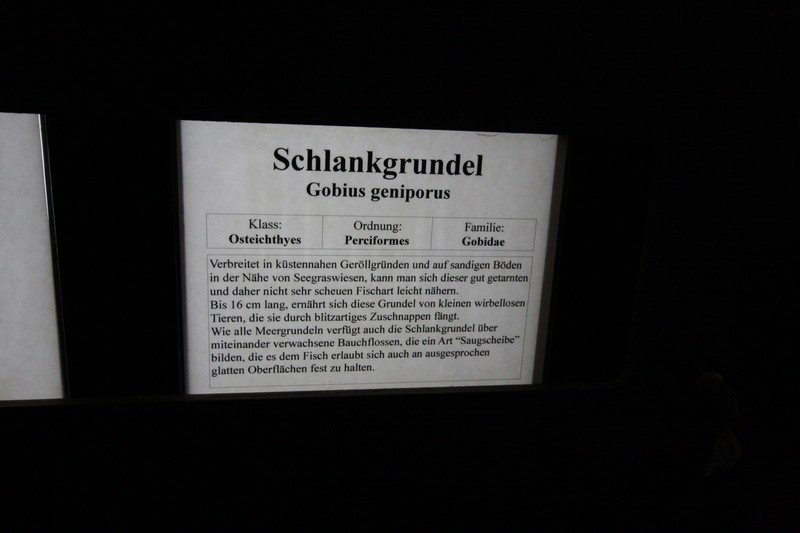 Schlankgrundel
Gobius geniporus
Klass: Ordnung: Familie:
Osteichthyes Perciformes Gobidae
Verbreitet in küstennahen Geröllgründen und auf sandigen Böden
in der Nähe von Seegraswiesen, kann man sich dieser gut getarnten
und daher nicht sehr scheuen Fischart leicht nähern.
Bis 16 cm lang, ernährt sich diese Grundel von kleinen wirbellosen
Tieren, die sie durch blitzartiges Zuschnappen fängt.
Wie alle Meergrundeln verfügt auch die Schlankgrundel über
miteinander verwachsene Bauchflossen, die ein Art “Saugscheibe”
bilden, die es dem Fisch erlaubt sich auch an ausgesprochen
glatten Oberflächen fest zu halten.